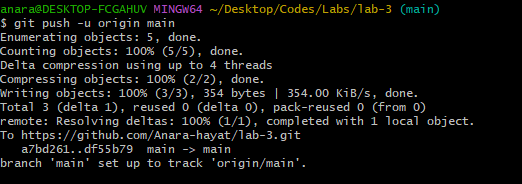 anara@DESKTOP-FCGAHUV MINGW64 ~/Desktop/Codes/Labs/lab-3 (main)
$ git push -u origin main
Enumerating objects: 5, done.
Counting objects: 100% (5/5), done.
Delta compression using up to 4 threads
Compressing objects: 100% (2/2), done.
Writing objects: 100% (3/3), 354 bytes | 354.00 KiB/s, done.
Total 3 (delta 1), reused 0 (delta 0), pack-reused 0 (from 0)
remote: Resolving deltas: 100% (1/1), completed with 1 local object.
To https://github.com/Anara-hayat/lab-3.git
   a7bd261..df55b79  main -> main
branch 'main' set up to track 'origin/main'.